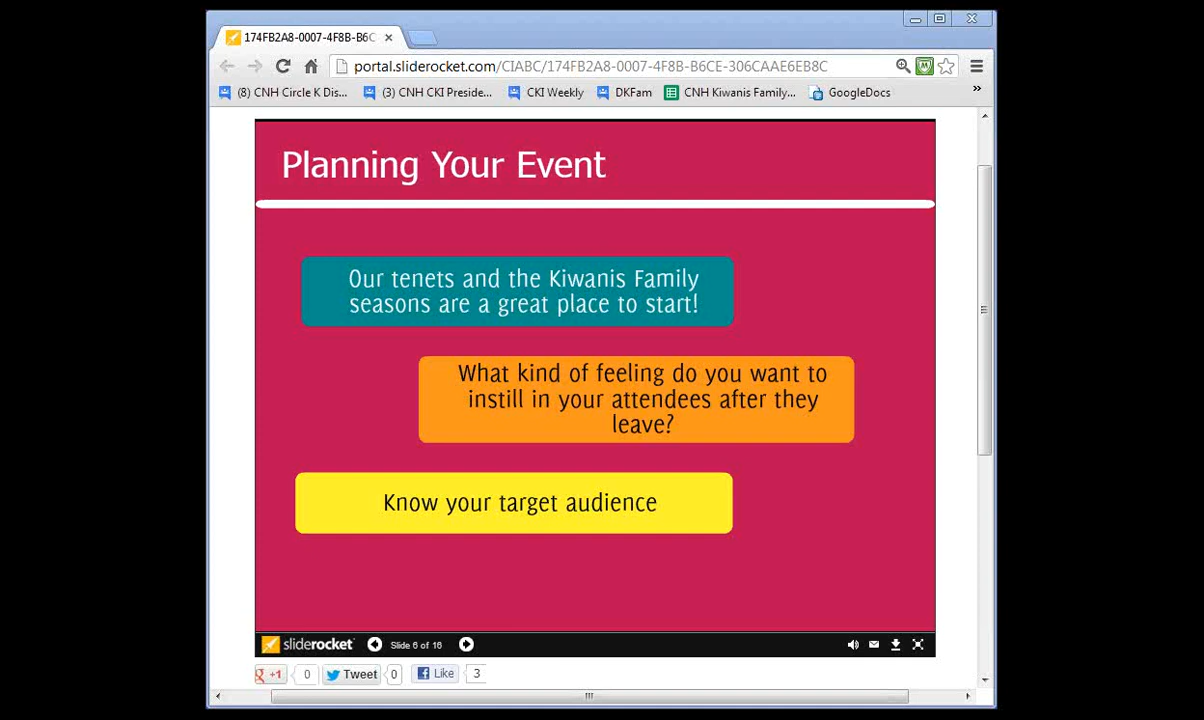 174FB2A8-0007-4F8B-B6C
portal.sliderocket.com/CIABC/174FB2A8-0007-4F8B-B6CE-306CAAE6EB8C
(8) CNH Circle K Dis... (3) CNH CKI Preside... CKI Weekly DKFam CNH Kiwanis Family... GoogleDocs »
Planning Your Event
Our tenets and the Kiwanis Family
seasons are a great place to start!
What kind of feeling do you want to
instill in your attendees after they
leave?
Know your target audience
sliderocket Slide 6 of 16
g +1 0 Tweet 0 Like 3